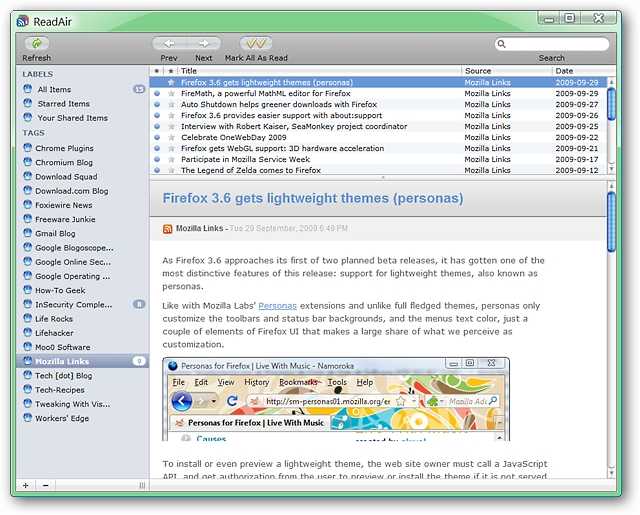 ReadAir
Refresh
Prev Next Mark All As Read Search
LABELS
All Items 15
Starred Items
Your Shared Items
TAGS
Chrome Plugins
Chromium Blog
Download Squad
Download.com Blog
Foxiewire News
Freeware Junkie
Gmail Blog
Google Blogoscope...
Google Online Sec...
Google Operating ...
How-To Geek
InSecurity Comple...
Life Rocks
Lifehacker
Moo0 Software
Mozilla Links
Tech [dot] Blog
Tech-Recipes
Tweaking With Vis...
Workers' Edge
Title Source Date
Firefox 3.6 gets lightweight themes (personas) Mozilla Links 2009-09-29
FireMath, a powerful MathML editor for Firefox Mozilla Links 2009-09-29
Auto Shutdown helps greener downloads with Firefox Mozilla Links 2009-09-27
Firefox 3.6 provides easier support with about:support Mozilla Links 2009-09-26
Interview with Robert Kaiser, SeaMonkey project coordinator Mozilla Links 2009-09-25
Celebrate OneWebDay 2009 Mozilla Links 2009-09-22
Firefox gets WebGL support: 3D hardware acceleration Mozilla Links 2009-09-21
Participate in Mozilla Service Week Mozilla Links 2009-09-17
The Legend of Zelda comes to Firefox Mozilla Links 2009-09-12
Firefox 3.6 gets lightweight themes (personas)
Mozilla Links - Tue 29 September, 2009 6:49 PM
As Firefox 3.6 approaches its first of two planned beta releases, it has gotten one of the
most distinctive features of this release: support for lightweight themes, also known as
personas.
Like with Mozilla Labs' Personas extensions and unlike full fledged themes, personas only
customize the toolbars and status bar backgrounds, and the menus text color, just a
couple of elements of Firefox UI that makes a large share of what we perceive as
customization.
Personas for Firefox | Live With Music - Namoroka
File Edit View History Bookmarks Tools Help
http://sm-personas01.mozilla.org/er Mozilla Add
Personas for Firefox | Live With Music
Causes
To install or even preview a lightweight theme, the web site owner must call a JavaScript
API, and get authorization from the user to preview or install the theme if it is not served